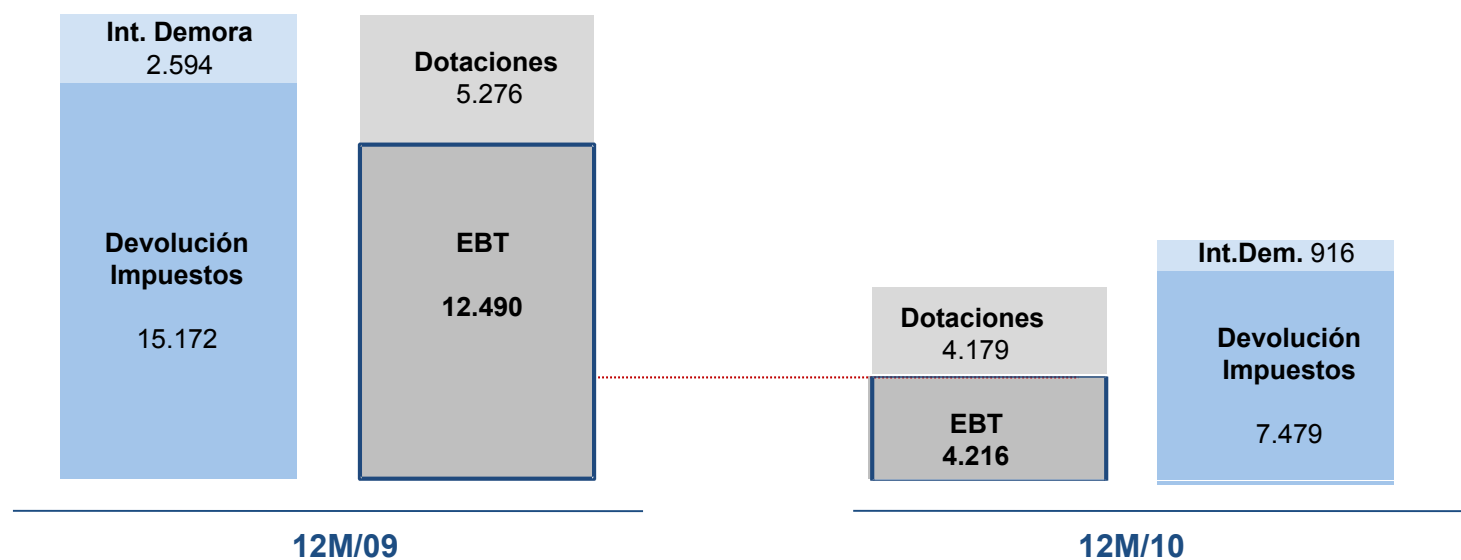 Int. Demora
2.594
Devolución
Impuestos
15.172
Dotaciones
5.276
EBT
12.490
12M/09
Dotaciones
4.179
EBT
4.216
Int.Dem. 916
Devolución
Impuestos
7.479
12M/10